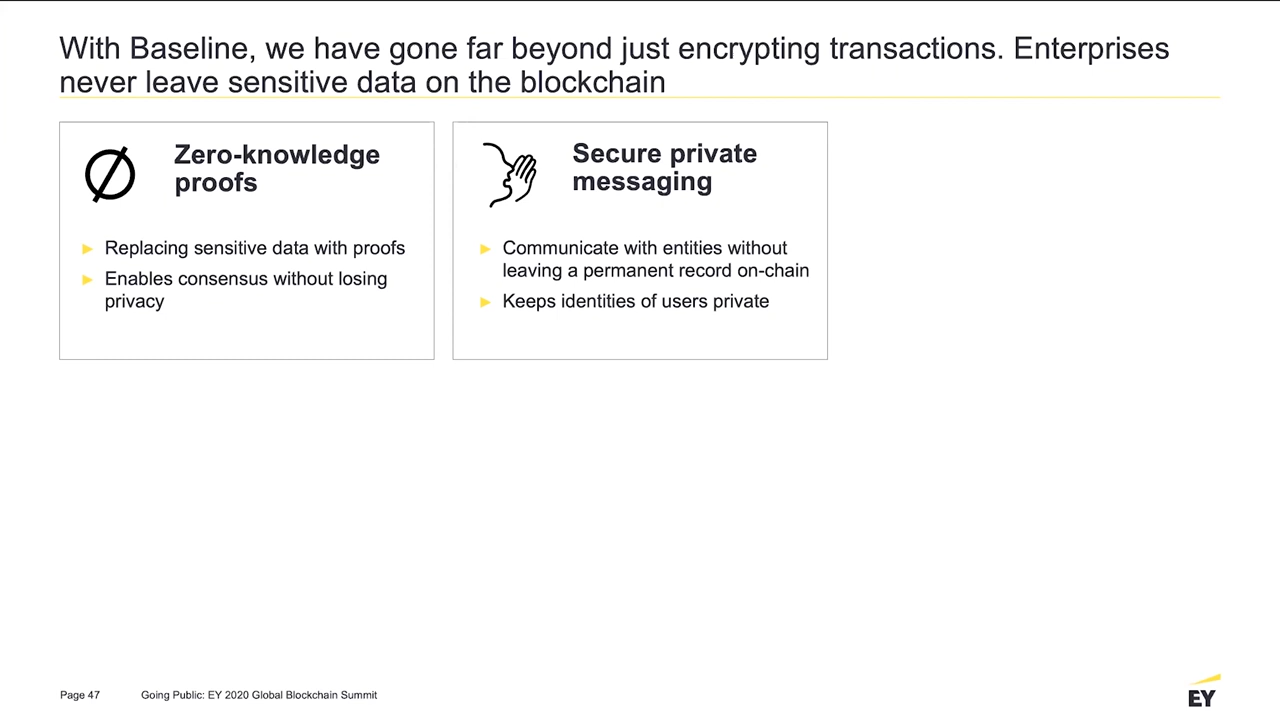 With Baseline, we have gone far beyond just encrypting transactions. Enterprises
never leave sensitive data on the blockchain
Zero-knowledge
proofs
► Replacing sensitive data with proofs
► Enables consensus without losing
privacy
Secure private
messaging
► Communicate with entities without
leaving a permanent record on-chain
► Keeps identities of users private
Page 47
Going Public: EY 2020 Global Blockchain Summit
EY